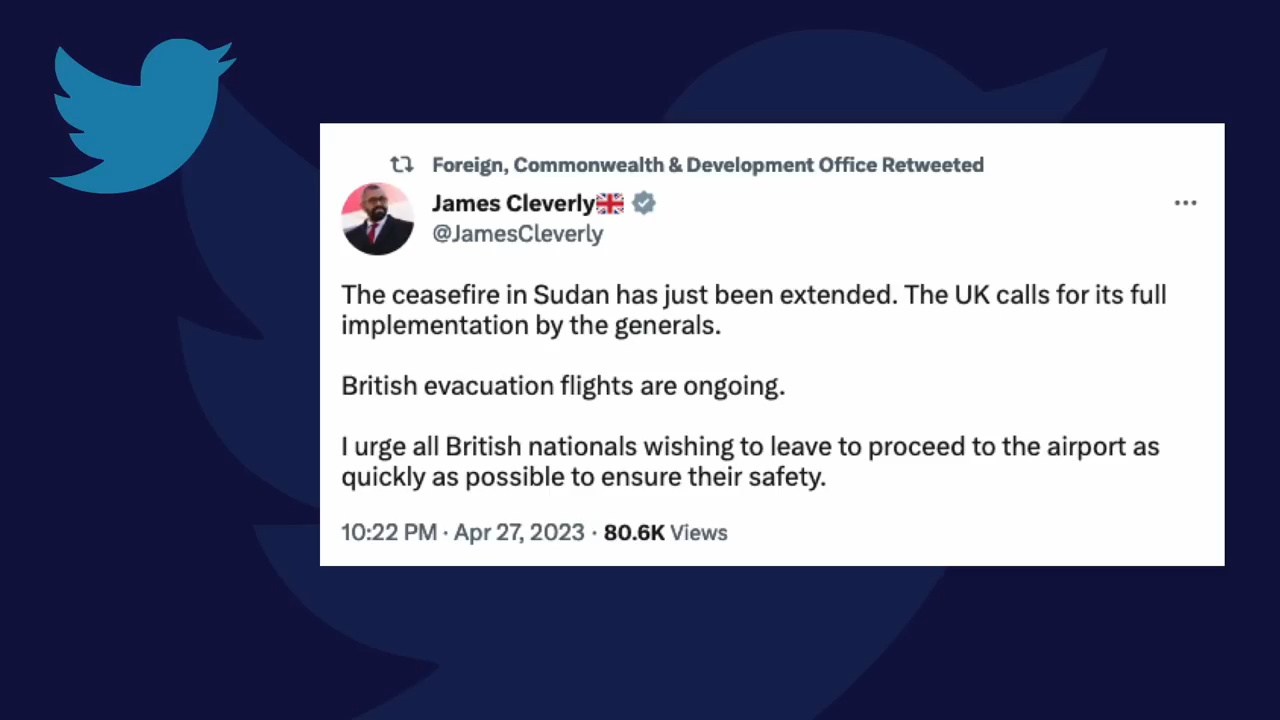 Foreign, Commonwealth & Development Office Retweeted
James Cleverly🇬🇧
@JamesCleverly
The ceasefire in Sudan has just been extended. The UK calls for its full
implementation by the generals.
British evacuation flights are ongoing.
I urge all British nationals wishing to leave to proceed to the airport as
quickly as possible to ensure their safety.
10:22 PM · Apr 27, 2023 · 80.6K Views